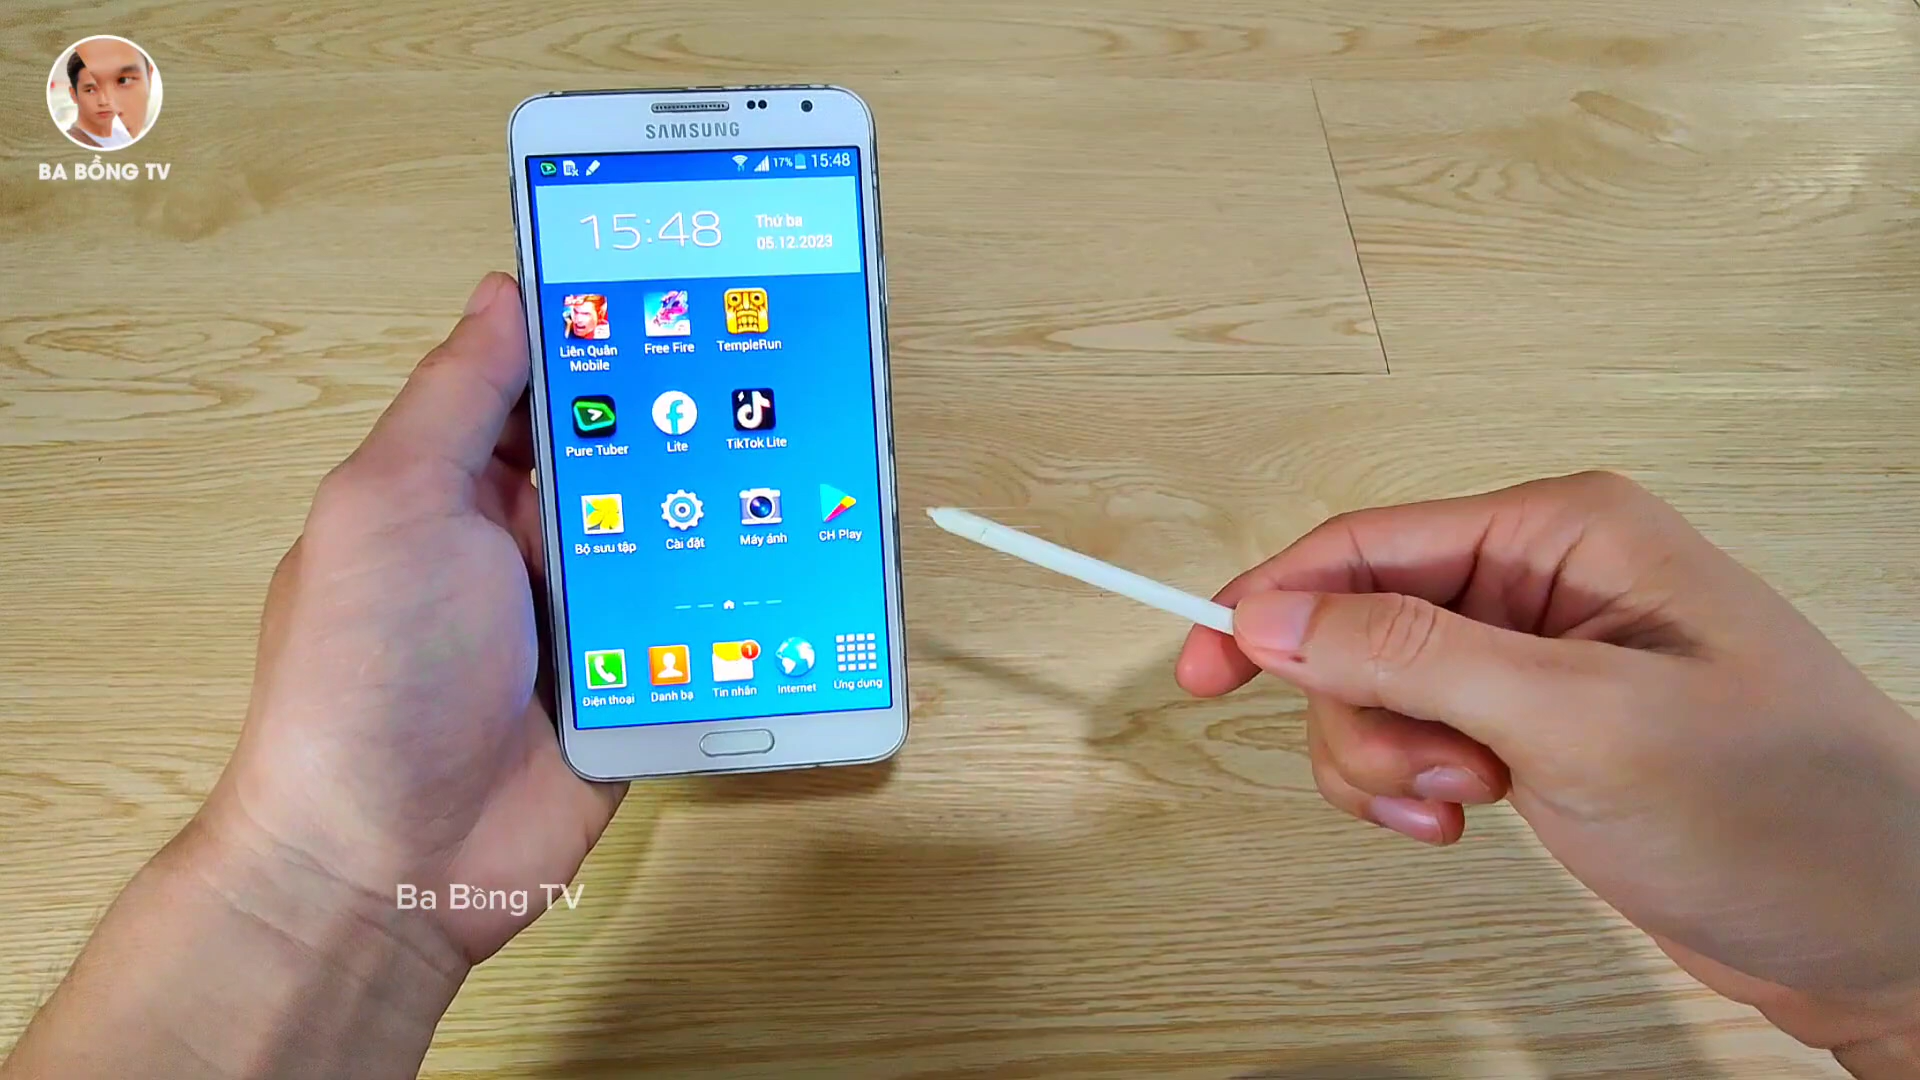 BA BỒNG TV
SAMSUNG
17% 15:48
15:48
Thứ ba
05.12.2023
5v5
Liên Quân
Mobile
Free Fire
TempleRun
Pure Tuber
Lite
TikTok Lite
Bộ sưu tập
Cài đặt
Máy ảnh
CH Play
1
Điện thoại
Danh bạ
Tin nhắn
Internet
Ứng dụng
Ba Bồng TV